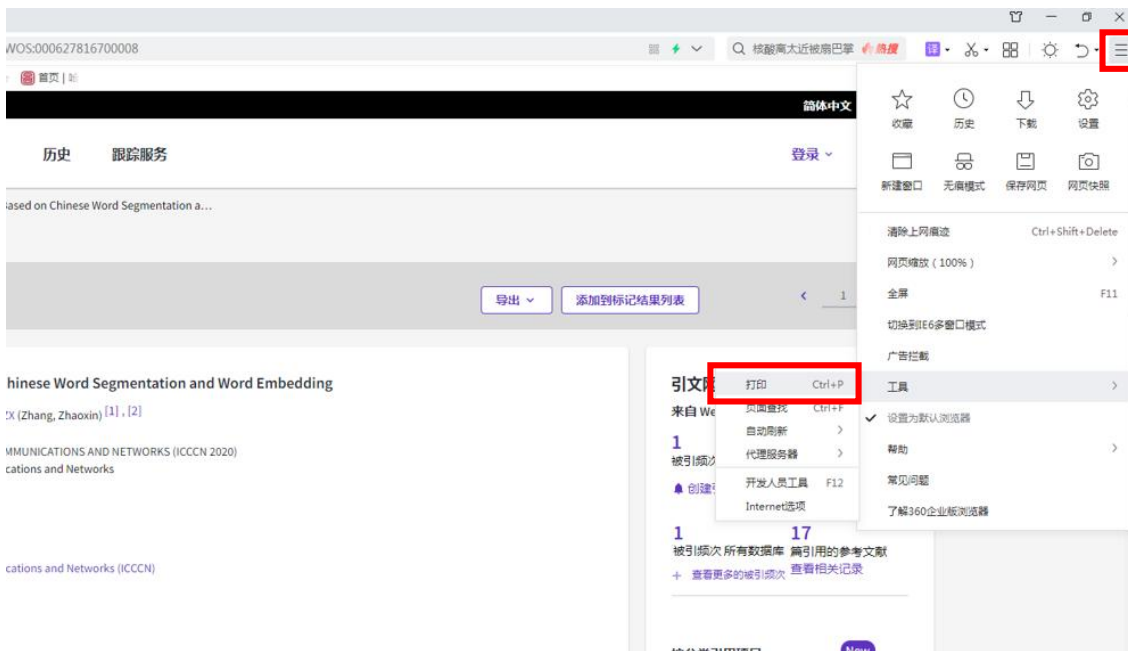 WOS:000627816700008
核酸离太近被扇巴掌 热搜
译
首页 |
简体中文
历史 跟踪服务
登录
Based on Chinese Word Segmentation a...
导出
添加到标记结果列表
1
hinese Word Segmentation and Word Embedding
ZX (Zhang, Zhaoxin) [1] , [2]
MMUNICATIONS AND NETWORKS (ICCCN 2020)
cations and Networks
cations and Networks (ICCCN)
引文
来自 We
1
被引频次
创建
1
被引频次 所有数据库
+ 查看更多的被引频次
17
篇引用的参考文献
查看相关记录
New
收藏 历史 下载 设置
新建窗口 无痕模式 保存网页 网页快照
清除上网痕迹 Ctrl+Shift+Delete
网页缩放 ( 100% )
全屏 F11
切换到IE6多窗口模式
广告拦截
工具
设置为默认浏览器
帮助
常见问题
了解360企业版浏览器
打印 Ctrl+P
页面查找 Ctrl+F
自动刷新
代理服务器
开发人员工具 F12
Internet选项